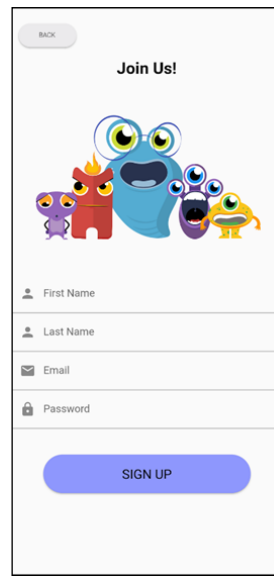 BACK
Join Us!
First Name
Last Name
Email
Password
SIGN UP